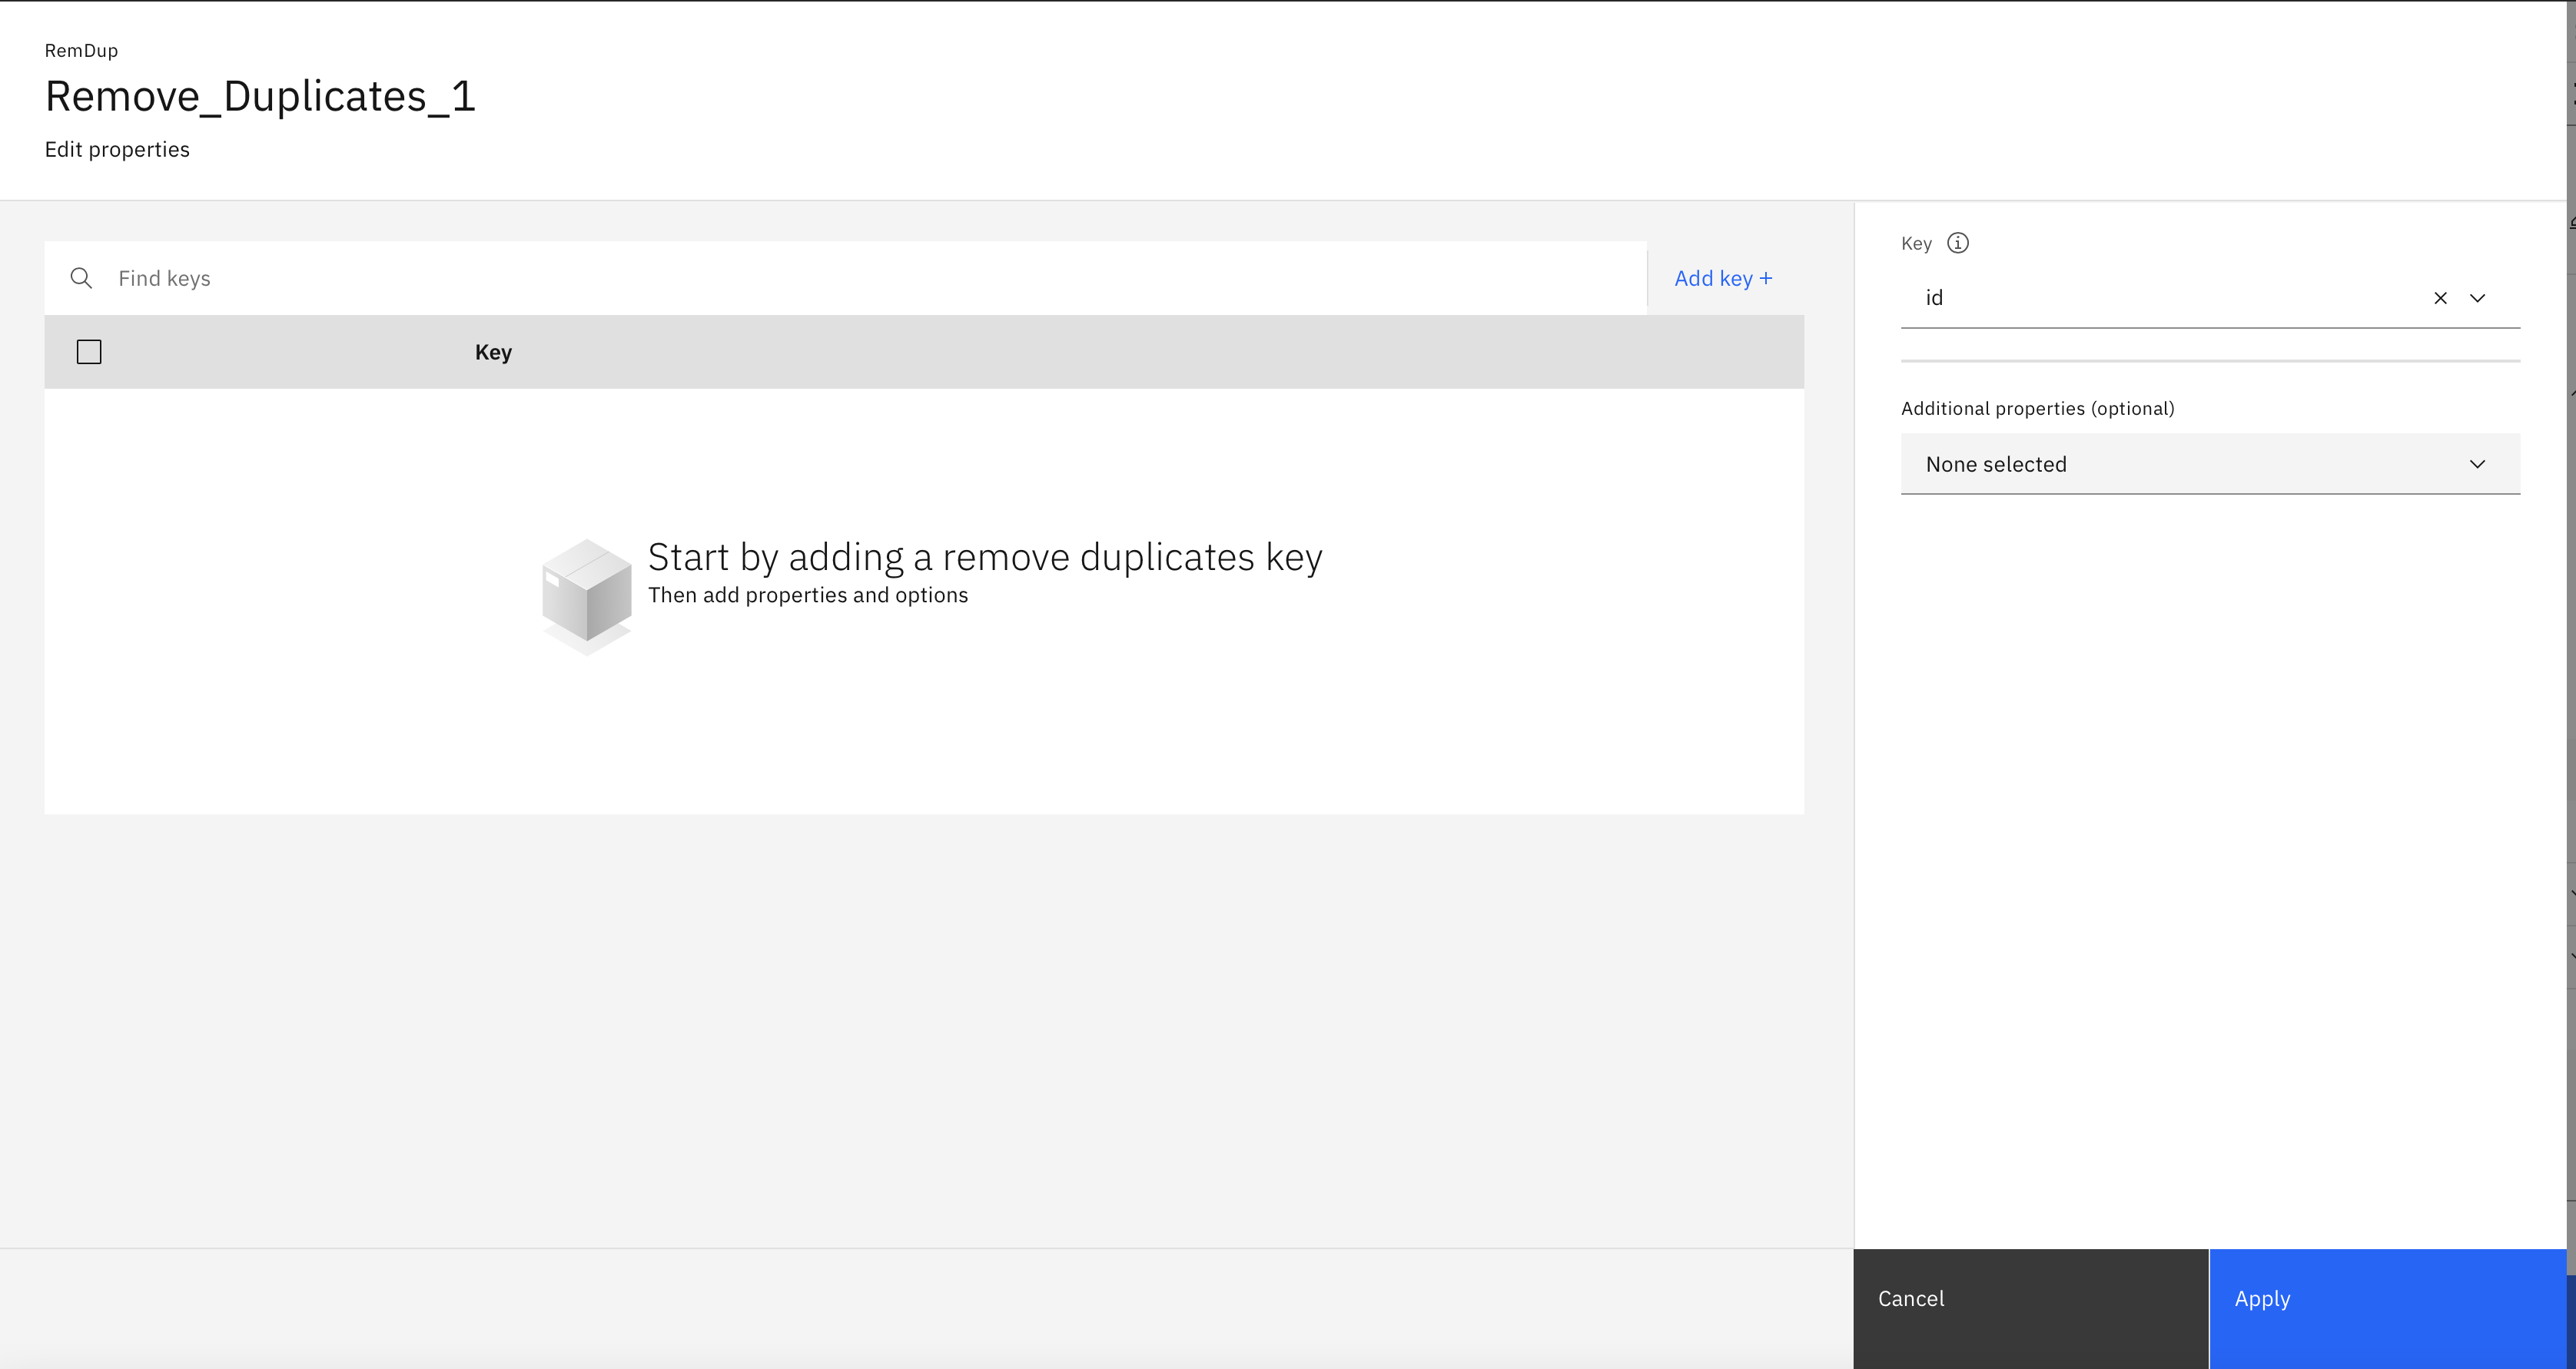 RemDup
Remove_Duplicates_1
Edit properties
Find keys
Add key +
Key
Start by adding a remove duplicates key
Then add properties and options
Key
id
Additional properties (optional)
None selected
Cancel
Apply